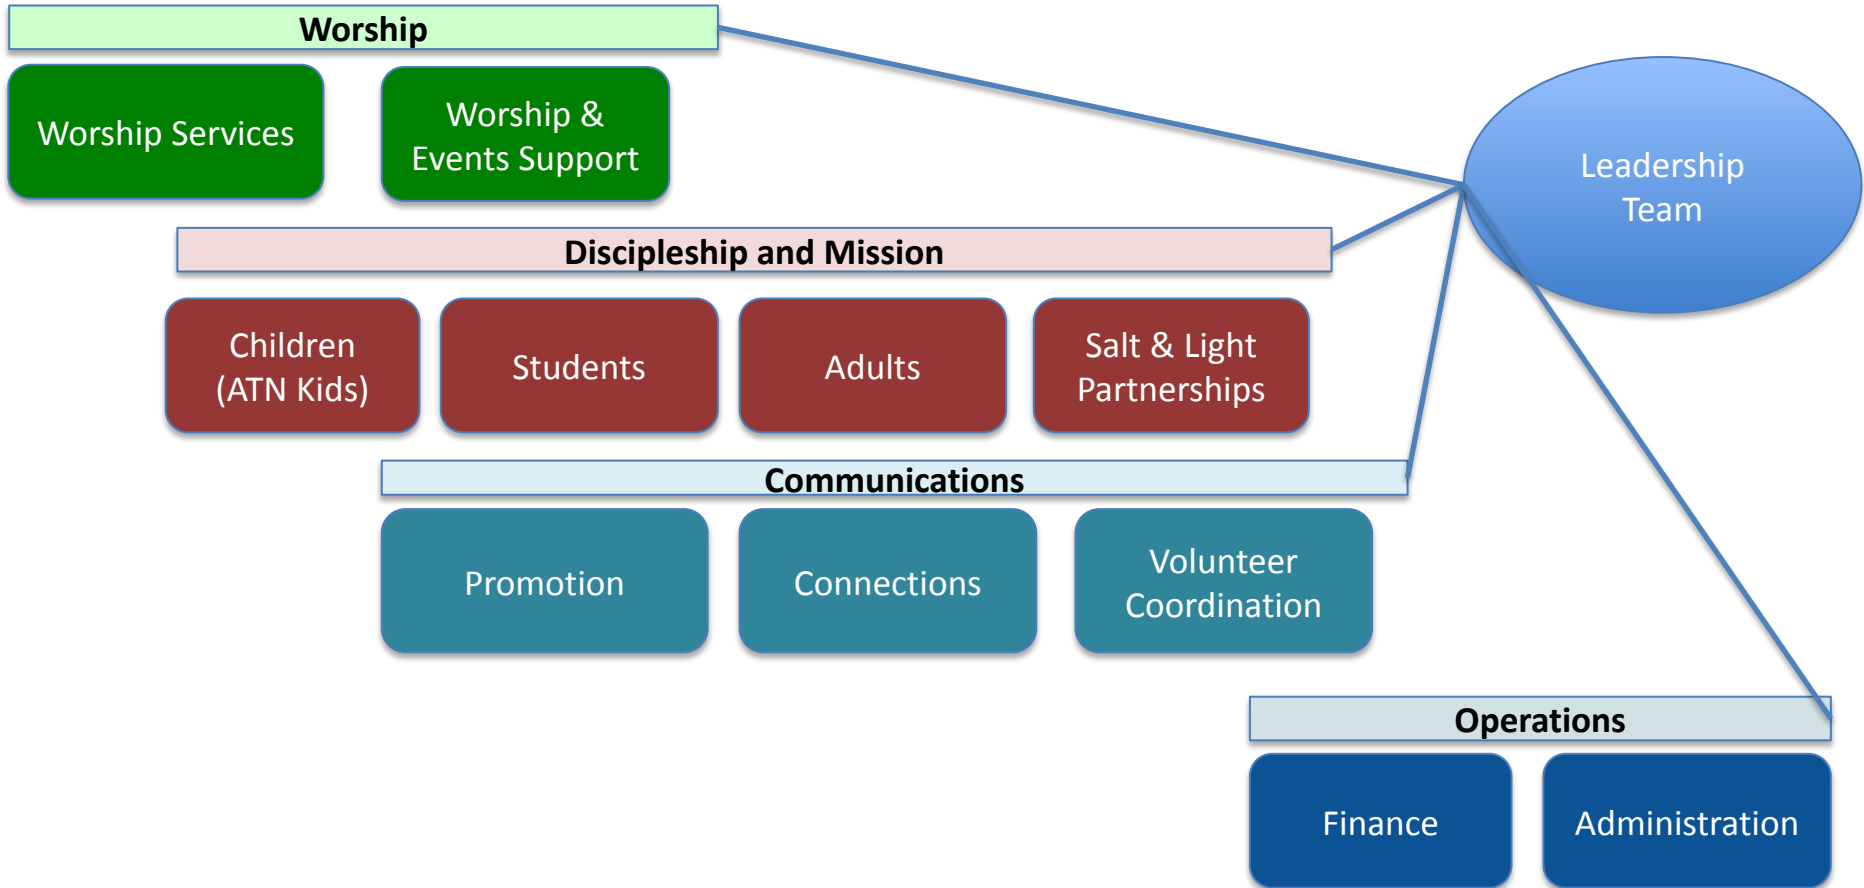 Worship
Worship Services
Worship &
Events Support
Leadership
Team
Discipleship and Mission
Children
(ATN Kids)
Students
Adults
Salt & Light
Partnerships
Communications
Promotion
Connections
Volunteer
Coordination
Operations
Finance
Administration